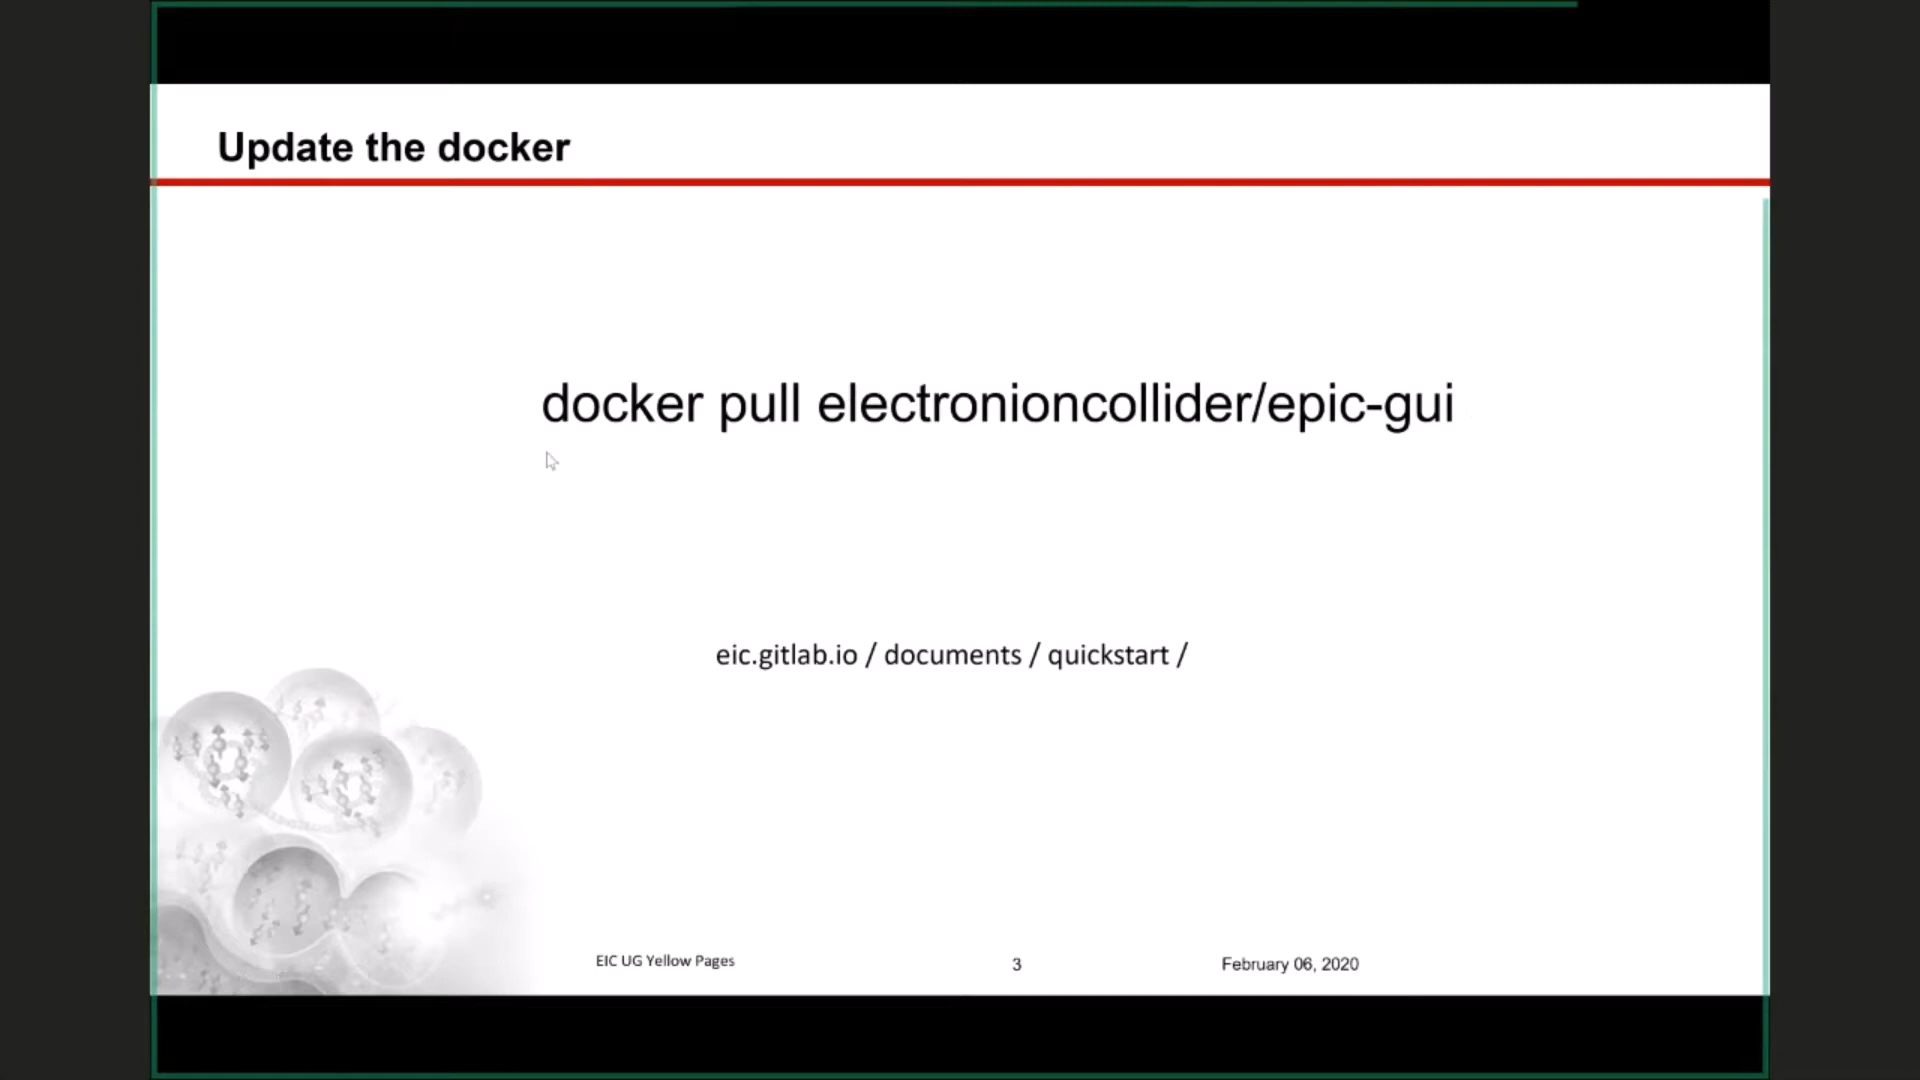 Update the docker
docker pull electronioncollider/epic-gui
eic.gitlab.io / documents / quickstart /
EIC UG Yellow Pages
3
February 06, 2020